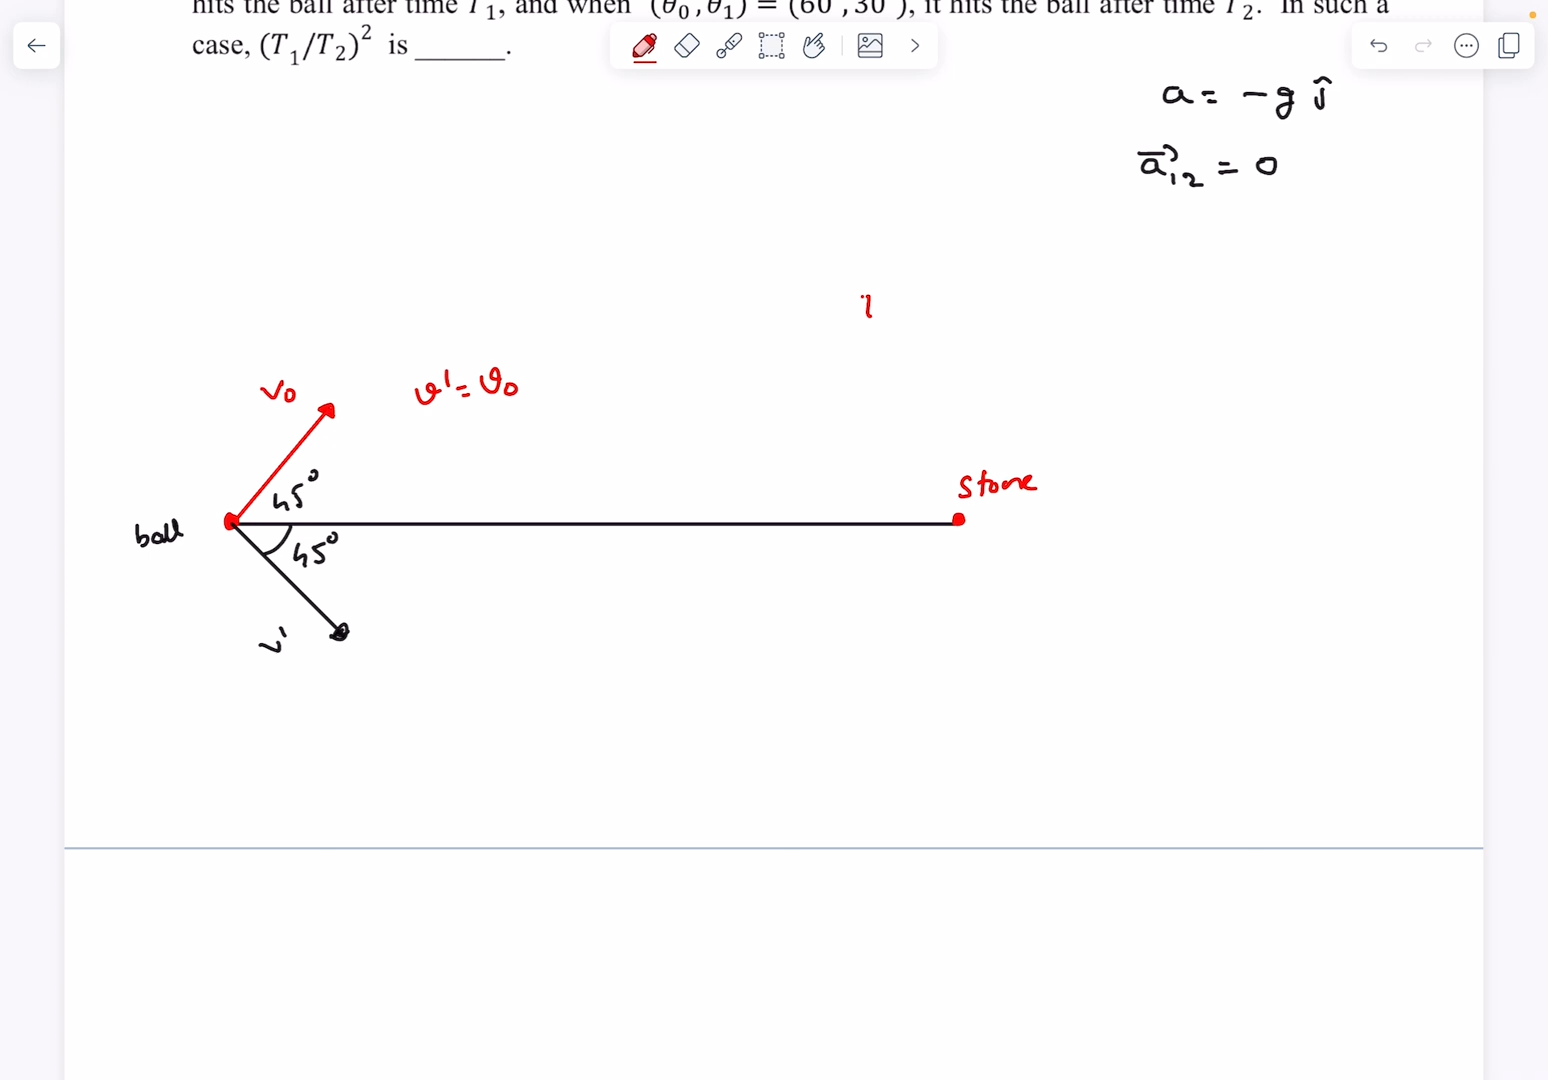 hits the ball after time T₁, and when (θ₀, θ₁) = (60°, 30°), it hits the ball after time T₂. In such a
case, (T₁/T₂)² is ______.
a = -g ĵ
a⃗₁₂ = 0
v₀
v' = v₀
45°
stone
ball
45°
v'